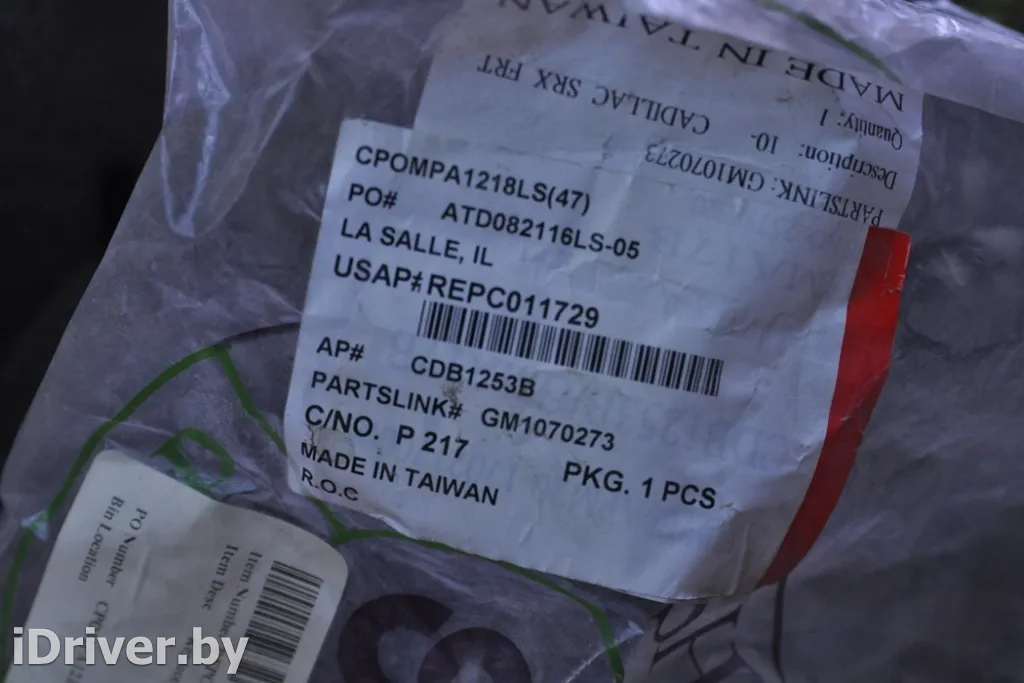 MADE IN TAIWAN
Quantity: 1
Description: 10- CADILLAC SRX FRT
PARTSLINK: GM1070273
CPOMPA1218LS(47)
PO# ATD082116LS-05
LA SALLE, IL
USAP# REPC011729
AP# CDB1253B
PARTSLINK# GM1070273
C/NO. P 217 PKG. 1 PCS
MADE IN TAIWAN
R.O.C
PO Number
Bin Location
Item Number
Item Desc
iDriver.by